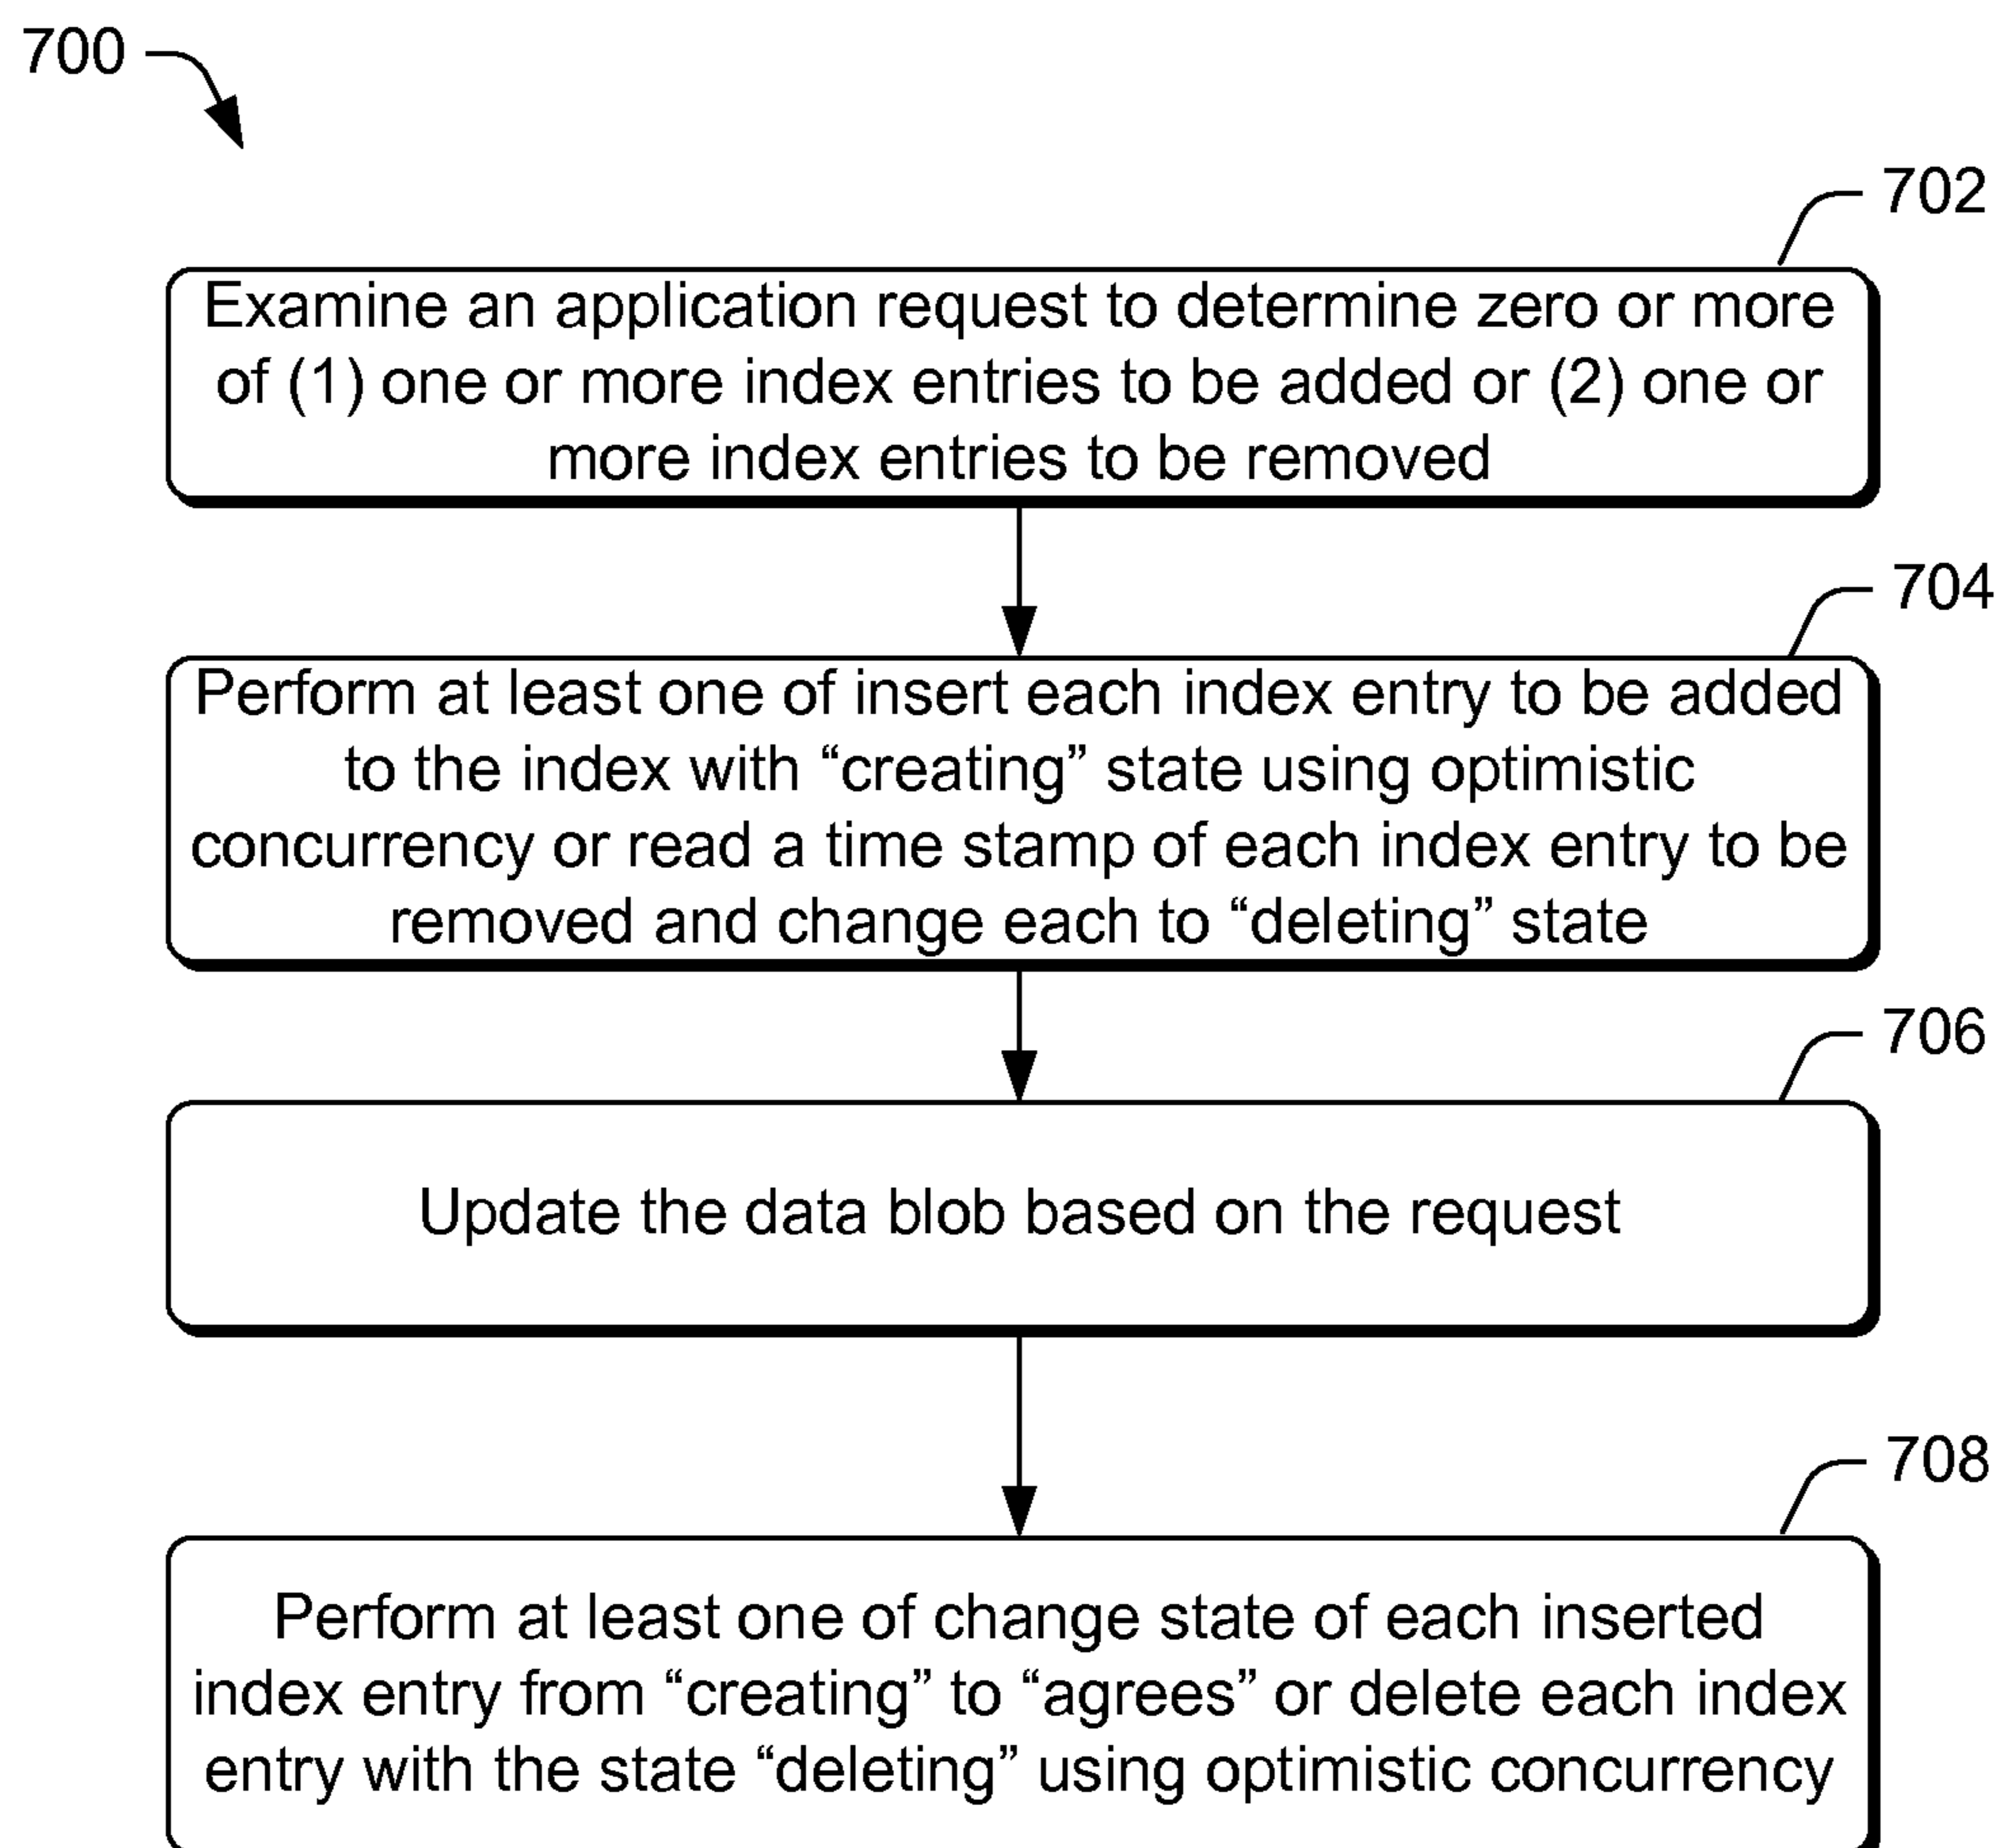 700
702
Examine an application request to determine zero or more
of (1) one or more index entries to be added or (2) one or
more index entries to be removed
704
Perform at least one of insert each index entry to be added
to the index with “creating” state using optimistic
concurrency or read a time stamp of each index entry to be
removed and change each to “deleting” state
706
Update the data blob based on the request
708
Perform at least one of change state of each inserted
index entry from “creating” to “agrees” or delete each index
entry with the state “deleting” using optimistic concurrency